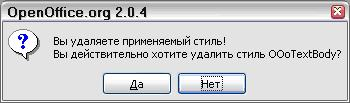 OpenOffice.org 2.0.4
Вы удаляете применяемый стиль!
Вы действительно хотите удалить стиль OOoTextBody?
Да Нет